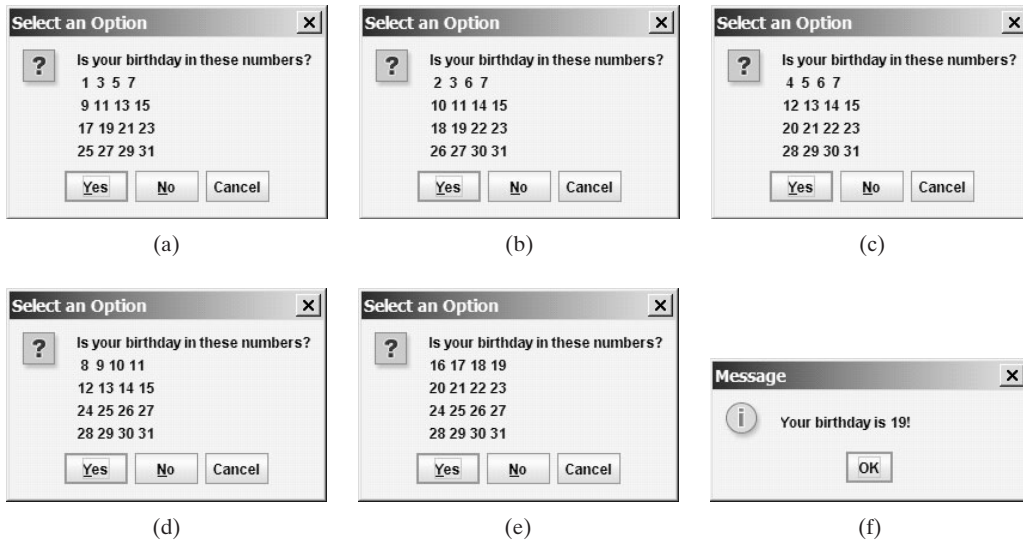 Select an Option
Is your birthday in these numbers?
1 3 5 7
9 11 13 15
17 19 21 23
25 27 29 31
Yes No Cancel
(a)
Select an Option
Is your birthday in these numbers?
2 3 6 7
10 11 14 15
18 19 22 23
26 27 30 31
Yes No Cancel
(b)
Select an Option
Is your birthday in these numbers?
4 5 6 7
12 13 14 15
20 21 22 23
28 29 30 31
Yes No Cancel
(c)
Select an Option
Is your birthday in these numbers?
8 9 10 11
12 13 14 15
24 25 26 27
28 29 30 31
Yes No Cancel
(d)
Select an Option
Is your birthday in these numbers?
16 17 18 19
20 21 22 23
24 25 26 27
28 29 30 31
Yes No Cancel
(e)
Message
Your birthday is 19!
OK
(f)